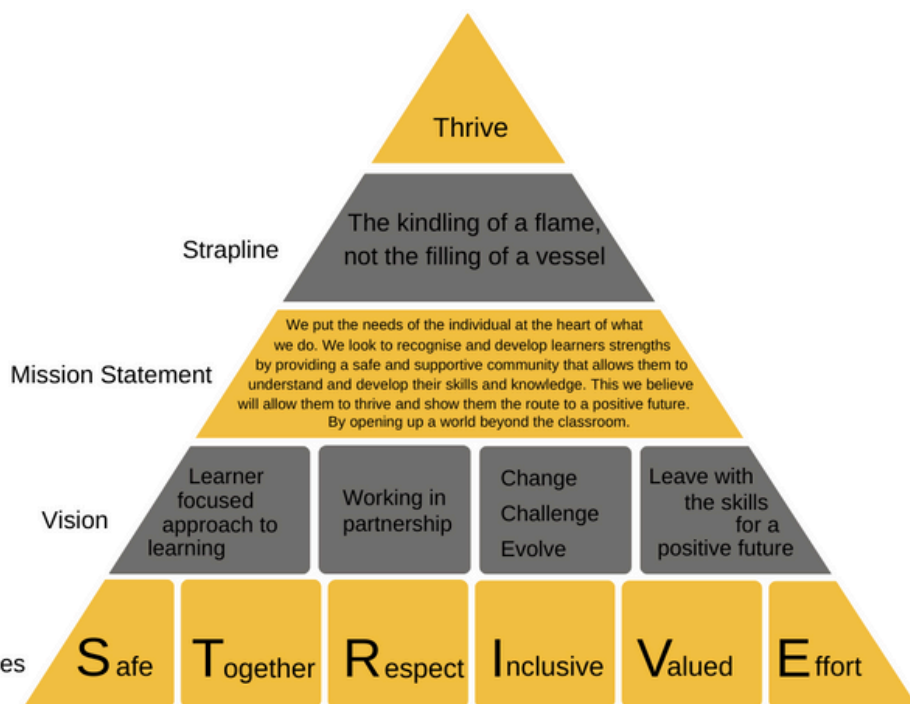 Thrive
Strapline
The kindling of a flame,
not the filling of a vessel
Mission Statement
We put the needs of the individual at the heart of what
we do. We look to recognise and develop learners strengths
by providing a safe and supportive community that allows them to
understand and develop their skills and knowledge. This we believe
will allow them to thrive and show them the route to a positive future.
By opening up a world beyond the classroom.
Vision
Learner
focused
approach to
learning
Working in
partnership
Change
Challenge
Evolve
Leave with
the skills
for a
positive future
es
Safe
Together
Respect
Inclusive
Valued
Effort